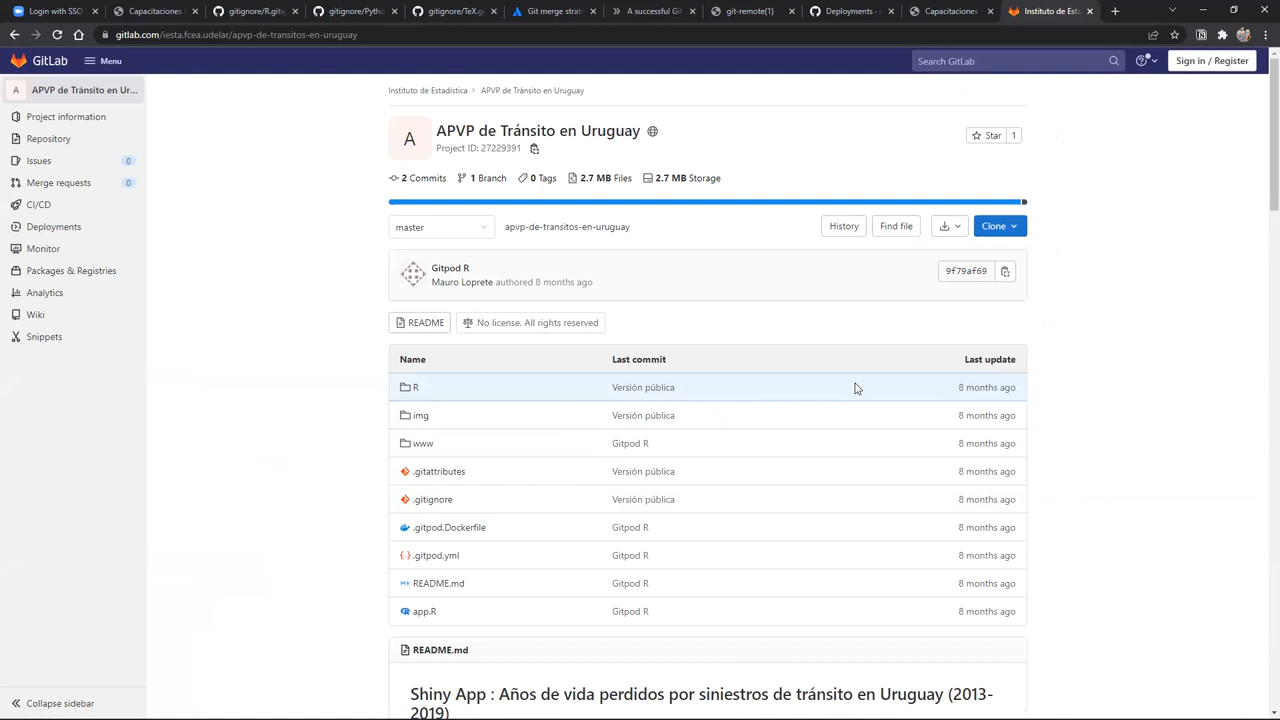 Login with SSO
Capacitaciones
gitignore/R.giti
gitignore/Pytho
gitignore/TeX.g
Git merge strat
A successful Git
git-remote(1)
Deployments -
Capacitaciones
Instituto de Esta
gitlab.com/iesta.fcea.udelar/apvp-de-transitos-en-uruguay
GitLab
Menu
Search GitLab
Sign in / Register
A
APVP de Tránsito en Ur...
Project information
Repository
Issues
0
Merge requests
0
CI/CD
Deployments
Monitor
Packages & Registries
Analytics
Wiki
Snippets
Collapse sidebar
Instituto de Estadística
APVP de Tránsito en Uruguay
A
APVP de Tránsito en Uruguay
Project ID: 27229391
Star
1
2 Commits
1 Branch
0 Tags
2.7 MB Files
2.7 MB Storage
master
apvp-de-transitos-en-uruguay
History
Find file
Clone
Gitpod R
Mauro Loprete authored 8 months ago
9f79af69
README
No license. All rights reserved
Name Last commit Last update
R Versión pública 8 months ago
img Versión pública 8 months ago
www Gitpod R 8 months ago
.gitattributes Versión pública 8 months ago
.gitignore Versión pública 8 months ago
.gitpod.Dockerfile Gitpod R 8 months ago
.gitpod.yml Gitpod R 8 months ago
README.md Gitpod R 8 months ago
app.R Gitpod R 8 months ago
README.md
Shiny App : Años de vida perdidos por siniestros de tránsito en Uruguay (2013-
2019)